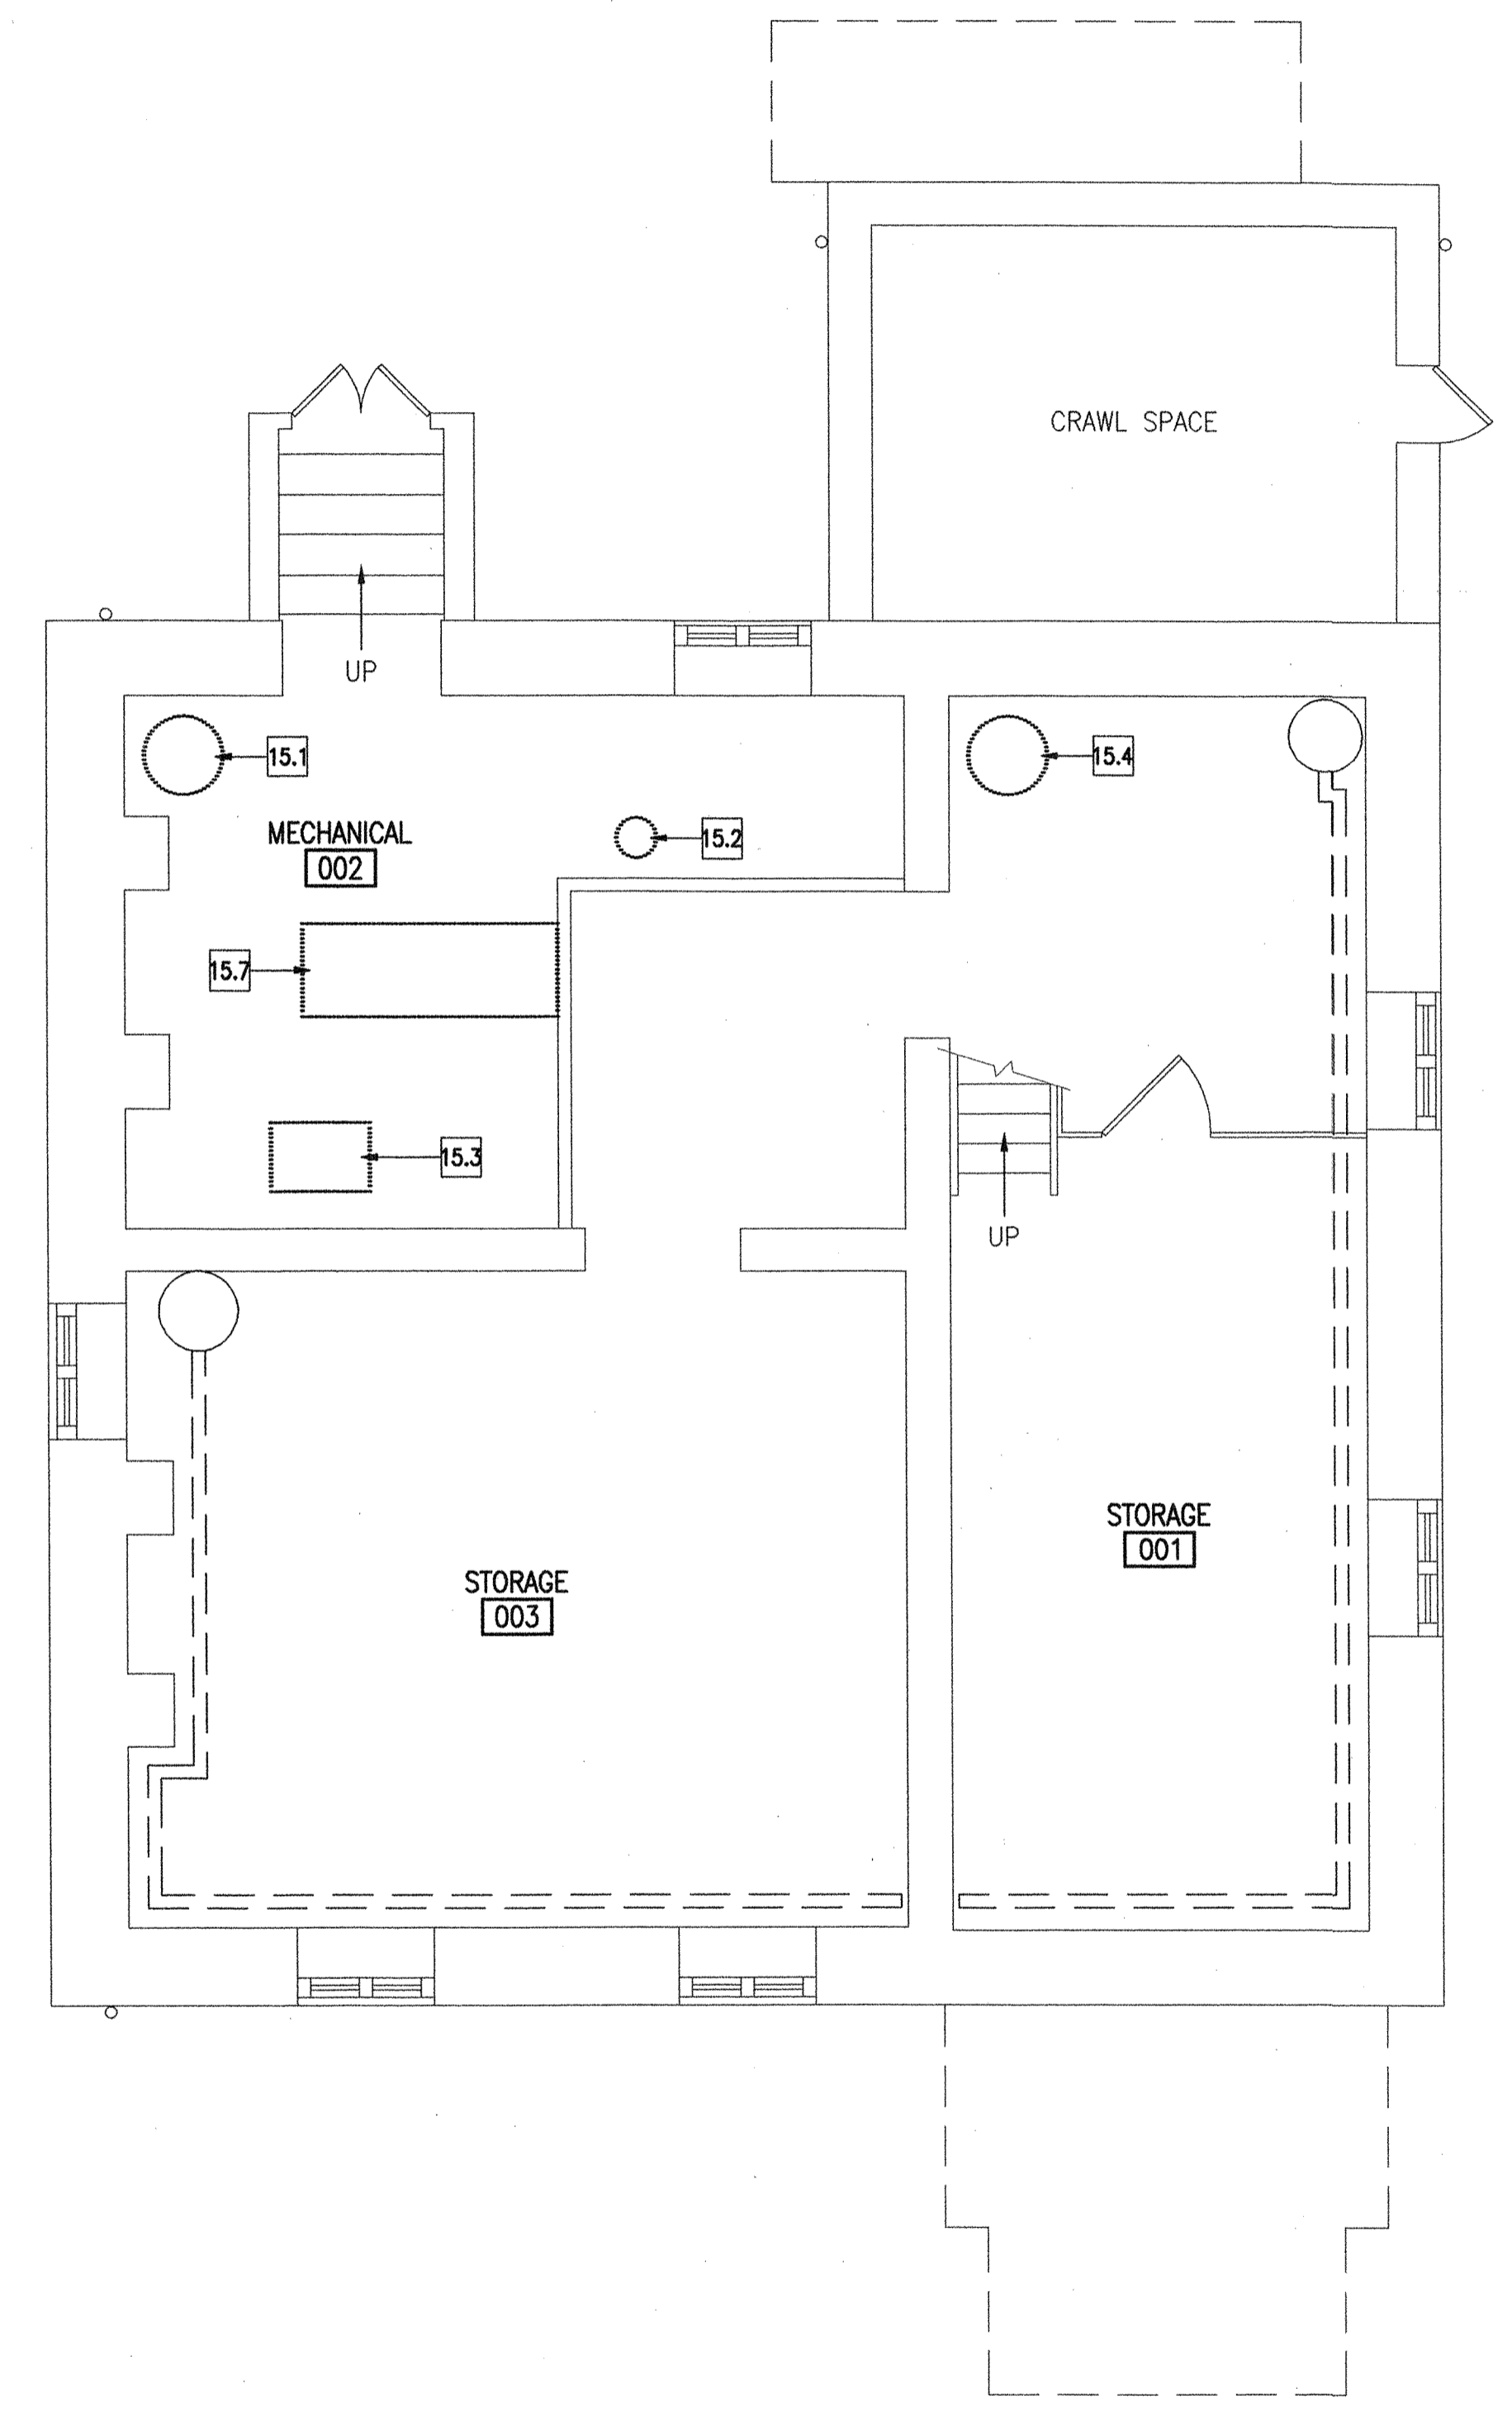 CRAWL SPACE
UP
15.1
15.4
MECHANICAL
002
15.2
15.7
15.3
UP
STORAGE
001
STORAGE
003